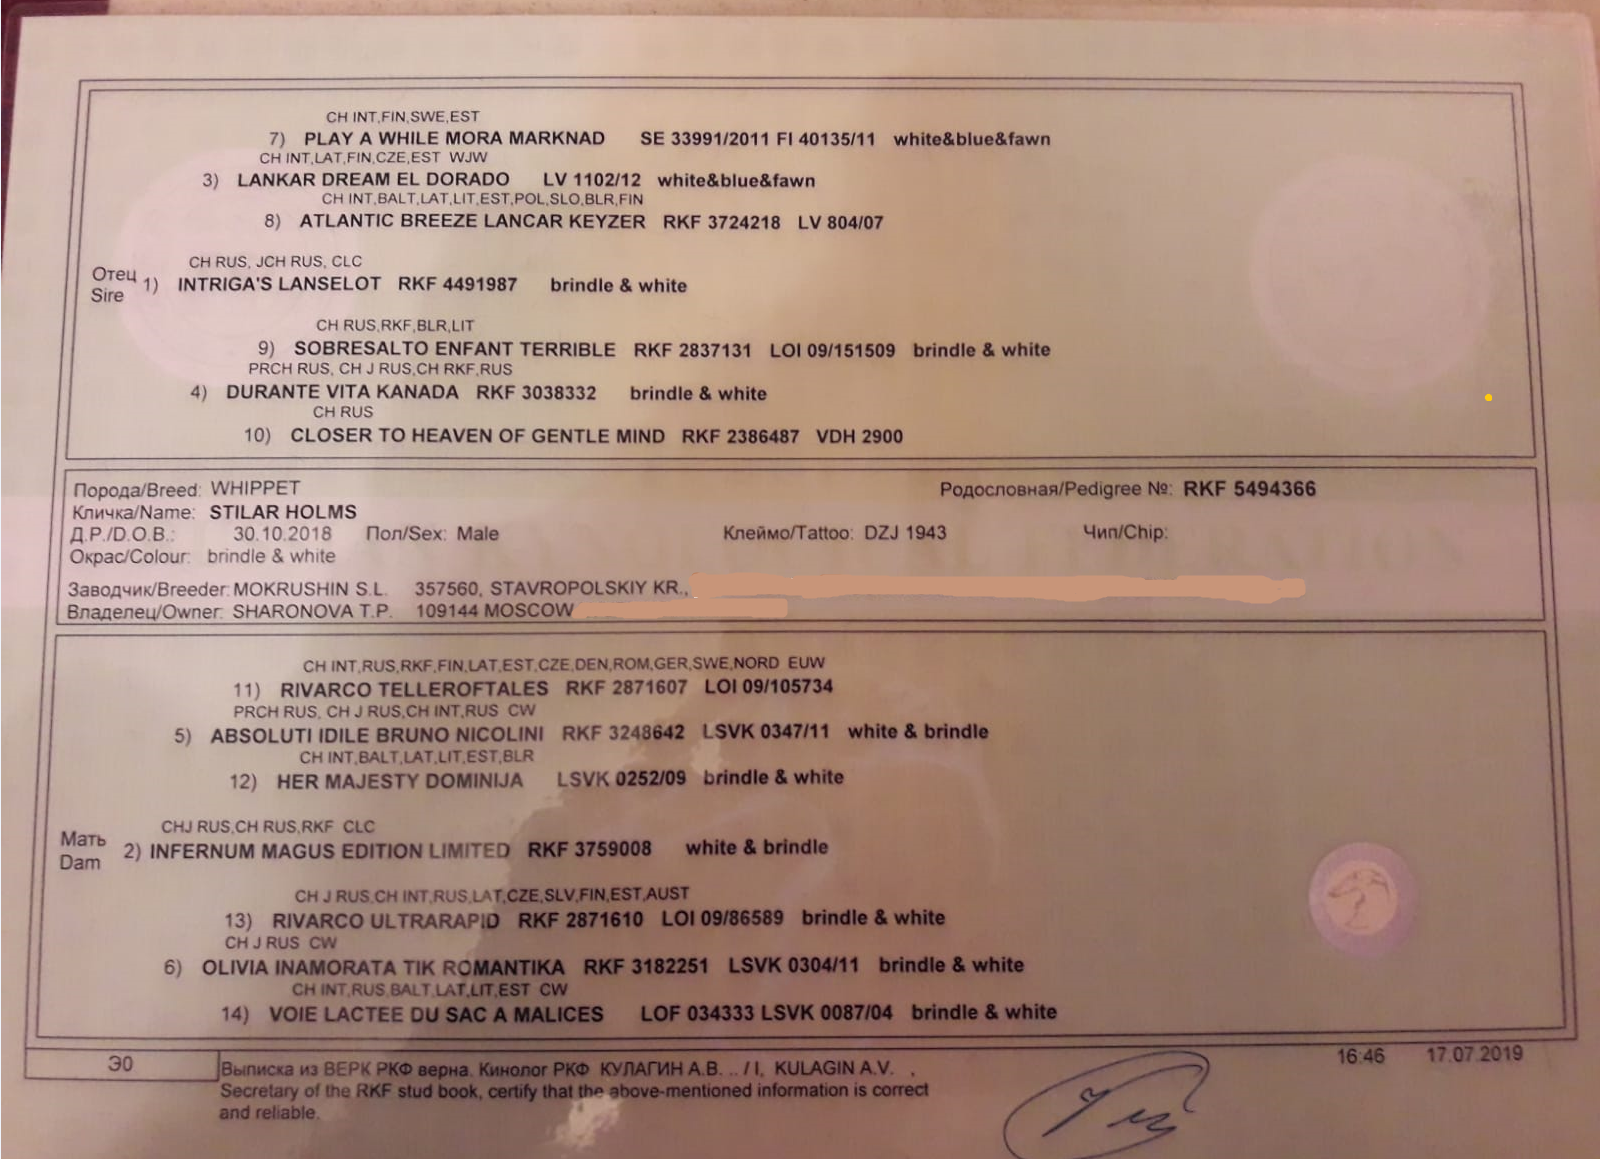 CH INT,FIN,SWE,EST
7) PLAY A WHILE MORA MARKNAD SE 33991/2011 FI 40135/11 white&blue&fawn
CH INT,LAT,FIN,CZE,EST WJW
3) LANKAR DREAM EL DORADO LV 1102/12 white&blue&fawn
CH INT,BALT,LAT,LIT,EST,POL,SLO,BLR,FIN
8) ATLANTIC BREEZE LANCAR KEYZER RKF 3724218 LV 804/07
CH RUS, JCH RUS, CLC
Отец
Sire
1) INTRIGA'S LANSELOT RKF 4491987 brindle & white
CH RUS,RKF,BLR,LIT
9) SOBRESALTO ENFANT TERRIBLE RKF 2837131 LOI 09/151509 brindle & white
PRCH RUS, CH J RUS,CH RKF,RUS
4) DURANTE VITA KANADA RKF 3038332 brindle & white
CH RUS
10) CLOSER TO HEAVEN OF GENTLE MIND RKF 2386487 VDH 2900
Порода/Breed: WHIPPET Родословная/Pedigree №: RKF 5494366
Кличка/Name: STILAR HOLMS
Д.Р./D.O.B.: 30.10.2018 Пол/Sex: Male Клеймо/Tattoo: DZJ 1943 Чип/Chip:
Окрас/Colour: brindle & white
Заводчик/Breeder: MOKRUSHIN S.L. 357560, STAVROPOLSKIY KR.,
Владелец/Owner: SHARONOVA T.P. 109144 MOSCOW
CH INT,RUS,RKF,FIN,LAT,EST,CZE,DEN,ROM,GER,SWE,NORD EUW
11) RIVARCO TELLEROFTALES RKF 2871607 LOI 09/105734
PRCH RUS, CH J RUS,CH INT,RUS CW
5) ABSOLUTI IDILE BRUNO NICOLINI RKF 3248642 LSVK 0347/11 white & brindle
CH INT,BALT,LAT,LIT,EST,BLR
12) HER MAJESTY DOMINIJA LSVK 0252/09 brindle & white
CHJ RUS,CH RUS,RKF CLC
Мать
Dam
2) INFERNUM MAGUS EDITION LIMITED RKF 3759008 white & brindle
CH J RUS,CH INT,RUS,LAT,CZE,SLV,FIN,EST,AUST
13) RIVARCO ULTRARAPID RKF 2871610 LOI 09/86589 brindle & white
CH J RUS CW
6) OLIVIA INAMORATA TIK ROMANTIKA RKF 3182251 LSVK 0304/11 brindle & white
CH INT,RUS,BALT,LAT,LIT,EST CW
14) VOIE LACTEE DU SAC A MALICES LOF 034333 LSVK 0087/04 brindle & white
16:46 17.07.2019
ЭО
Выписка из ВЕРК РКФ верна. Кинолог РКФ КУЛАГИН А.В. .. / I, KULAGIN A.V. ,
Secretary of the RKF stud book, certify that the above-mentioned information is correct
and reliable.